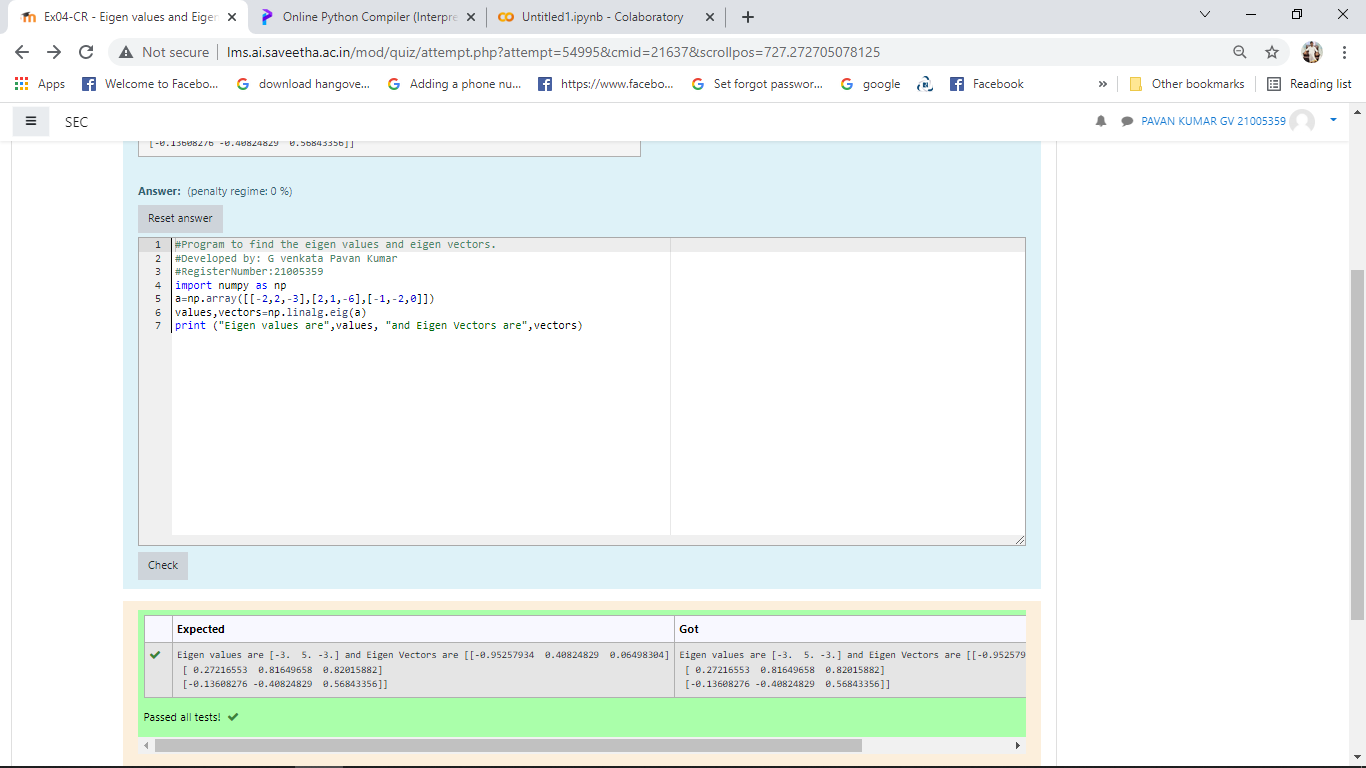 Ex04-CR - Eigen values and Eigen
Online Python Compiler (Interpre
Untitled1.ipynb - Colaboratory
Not secure
lms.ai.saveetha.ac.in/mod/quiz/attempt.php?attempt=54995&cmid=21637&scrollpos=727.272705078125
Apps
Welcome to Facebo...
download hangove...
Adding a phone nu...
https://www.facebo...
Set forgot passwor...
google
Facebook
»
Other bookmarks
Reading list
SEC
PAVAN KUMAR GV 21005359
[-0.13608276 -0.40824829 0.56843356]]
Answer: (penalty regime: 0 %)
Reset answer
1 #Program to find the eigen values and eigen vectors.
2 #Developed by: G venkata Pavan Kumar
3 #RegisterNumber:21005359
4 import numpy as np
5 a=np.array([[-2,2,-3],[2,1,-6],[-1,-2,0]])
6 values,vectors=np.linalg.eig(a)
7 print ("Eigen values are",values, "and Eigen Vectors are",vectors)
Check
Expected
Got
Eigen values are [-3. 5. -3.] and Eigen Vectors are [[-0.95257934 0.40824829 0.06498304]
[ 0.27216553 0.81649658 0.82015882]
[-0.13608276 -0.40824829 0.56843356]]
Eigen values are [-3. 5. -3.] and Eigen Vectors are [[-0.952579
[ 0.27216553 0.81649658 0.82015882]
[-0.13608276 -0.40824829 0.56843356]]
Passed all tests!